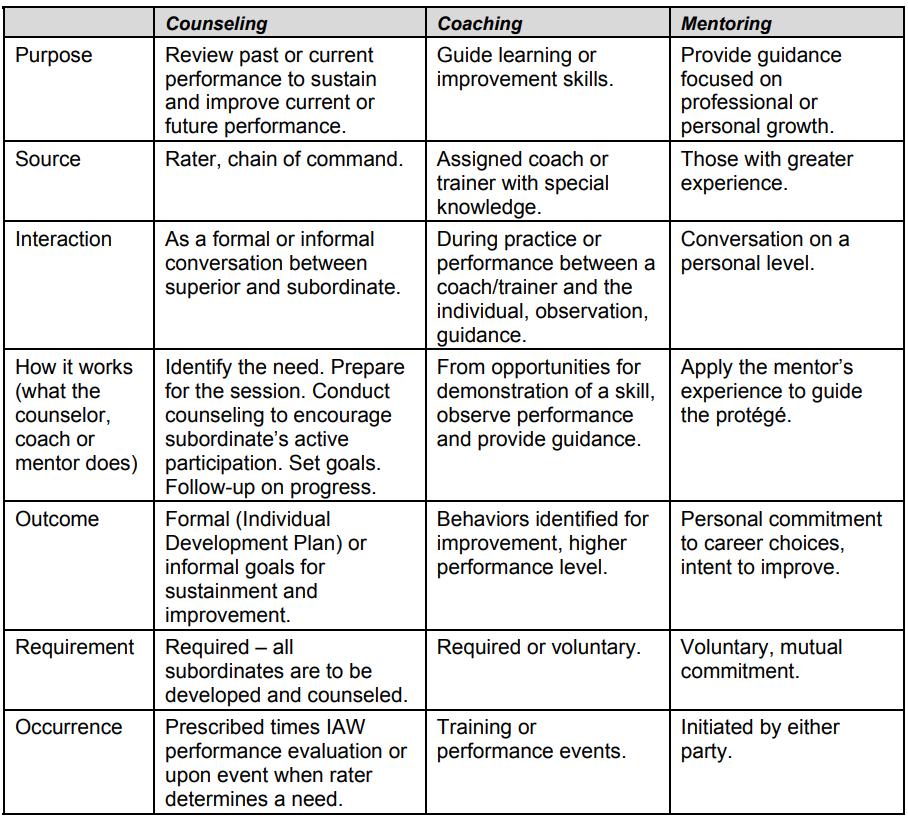 Counseling
Coaching
Mentoring
Purpose
Review past or current
performance to sustain
and improve current or
future performance.
Guide learning or
improvement skills.
Provide guidance
focused on
professional or
personal growth.
Source
Rater, chain of command.
Assigned coach or
trainer with special
knowledge.
Those with greater
experience.
Interaction
As a formal or informal
conversation between
superior and subordinate.
During practice or
performance between a
coach/trainer and the
individual, observation,
guidance.
Conversation on a
personal level.
How it works
(what the
counselor,
coach or
mentor does)
Identify the need. Prepare
for the session. Conduct
counseling to encourage
subordinate’s active
participation. Set goals.
Follow-up on progress.
From opportunities for
demonstration of a skill,
observe performance
and provide guidance.
Apply the mentor’s
experience to guide
the protégé.
Outcome
Formal (Individual
Development Plan) or
informal goals for
sustainment and
improvement.
Behaviors identified for
improvement, higher
performance level.
Personal commitment
to career choices,
intent to improve.
Requirement
Required – all
subordinates are to be
developed and counseled.
Required or voluntary.
Voluntary, mutual
commitment.
Occurrence
Prescribed times IAW
performance evaluation or
upon event when rater
determines a need.
Training or
performance events.
Initiated by either
party.